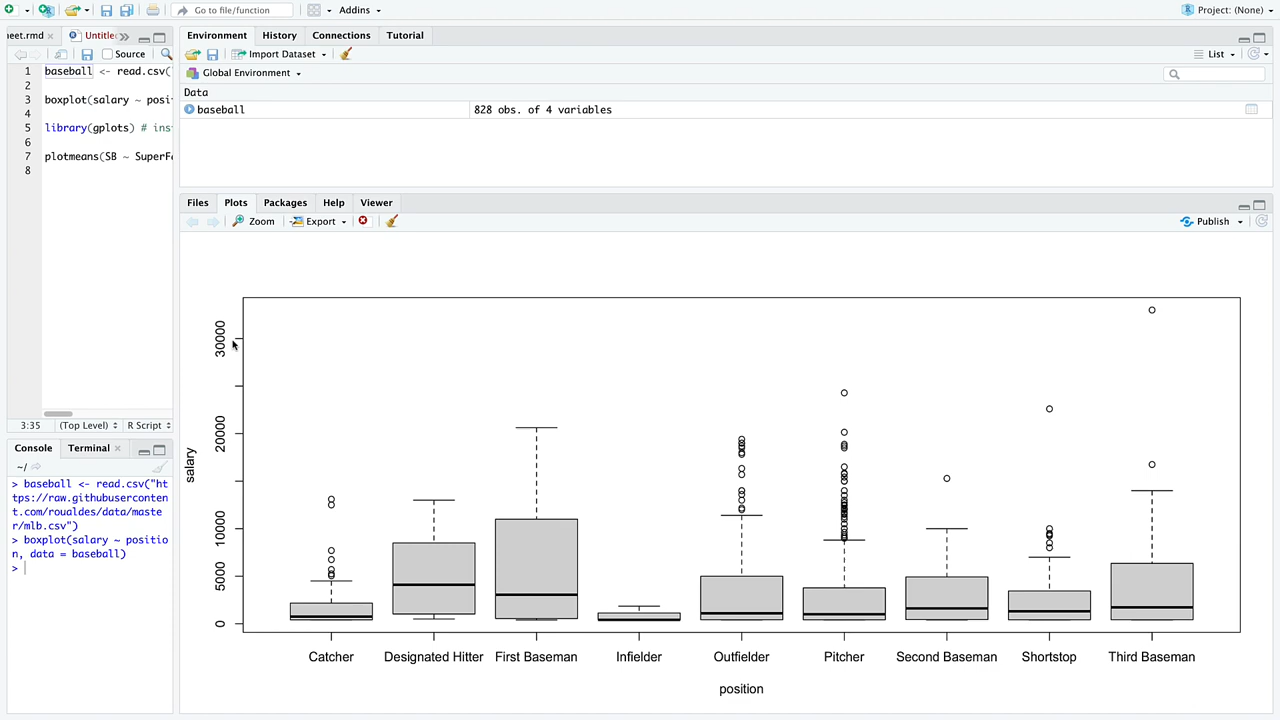 Go to file/function
Addins
Project: (None)
eet.rmd
Untitle
Source
1 baseball <- read.csv("
2
3 boxplot(salary ~ posi
4
5 library(gplots) # ins
6
7 plotmeans(SB ~ SuperF
8
3:35 (Top Level) R Script
Console Terminal
~/
> baseball <- read.csv("h
ttps://raw.githubuserconten
t.com/roualdes/data/maste
r/mlb.csv")
> boxplot(salary ~ positio
n, data = baseball)
>
Environment History Connections Tutorial
Import Dataset List
Global Environment
Data
baseball 828 obs. of 4 variables
Files Plots Packages Help Viewer
Zoom Export Publish
salary
30000
20000
10000
5000
0
Catcher Designated Hitter First Baseman Infielder Outfielder Pitcher Second Baseman Shortstop Third Baseman
position